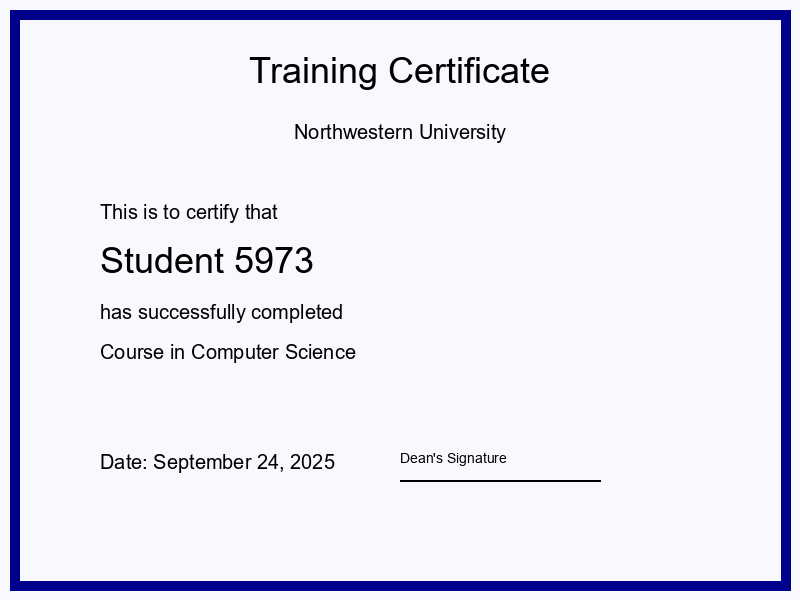 Training Certificate
Northwestern University
This is to certify that
Student 5973
has successfully completed
Course in Computer Science
Date: September 24, 2025
Dean's Signature